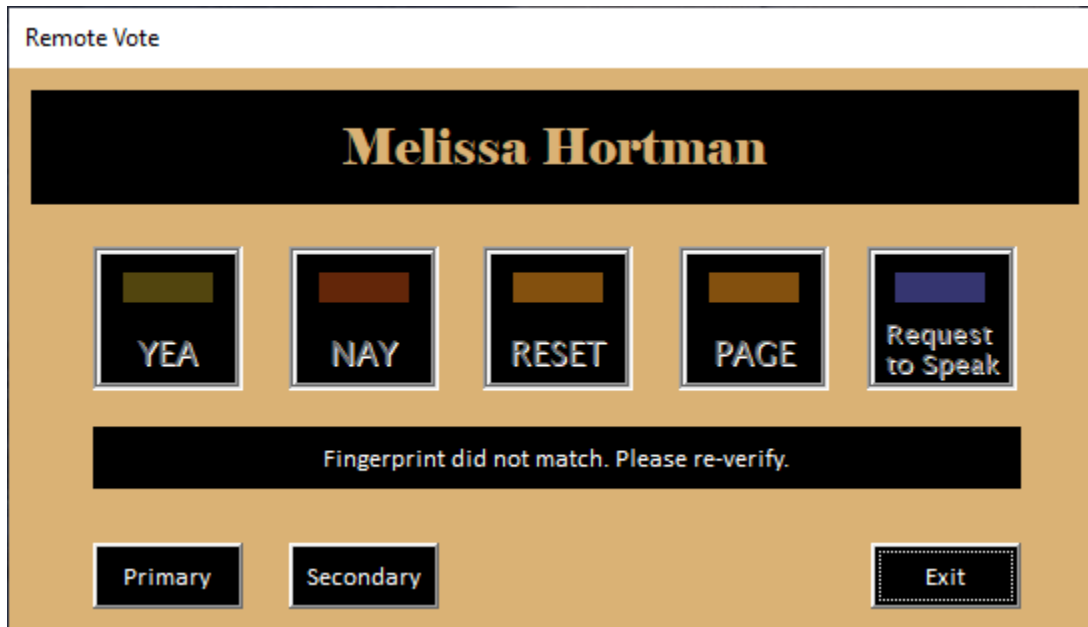 Remote Vote
Melissa Hortman
YEA
NAY
RESET
PAGE
Request
to Speak
Fingerprint did not match. Please re-verify.
Primary
Secondary
Exit